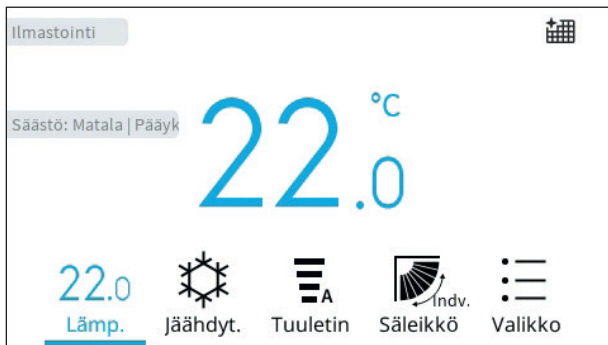 Ilmastointi
Säästö: Matala | Pääyk
22.0 °C
22.0
A
Indv.
Lämp. Jäähdyt. Tuuletin Säleikkö Valikko